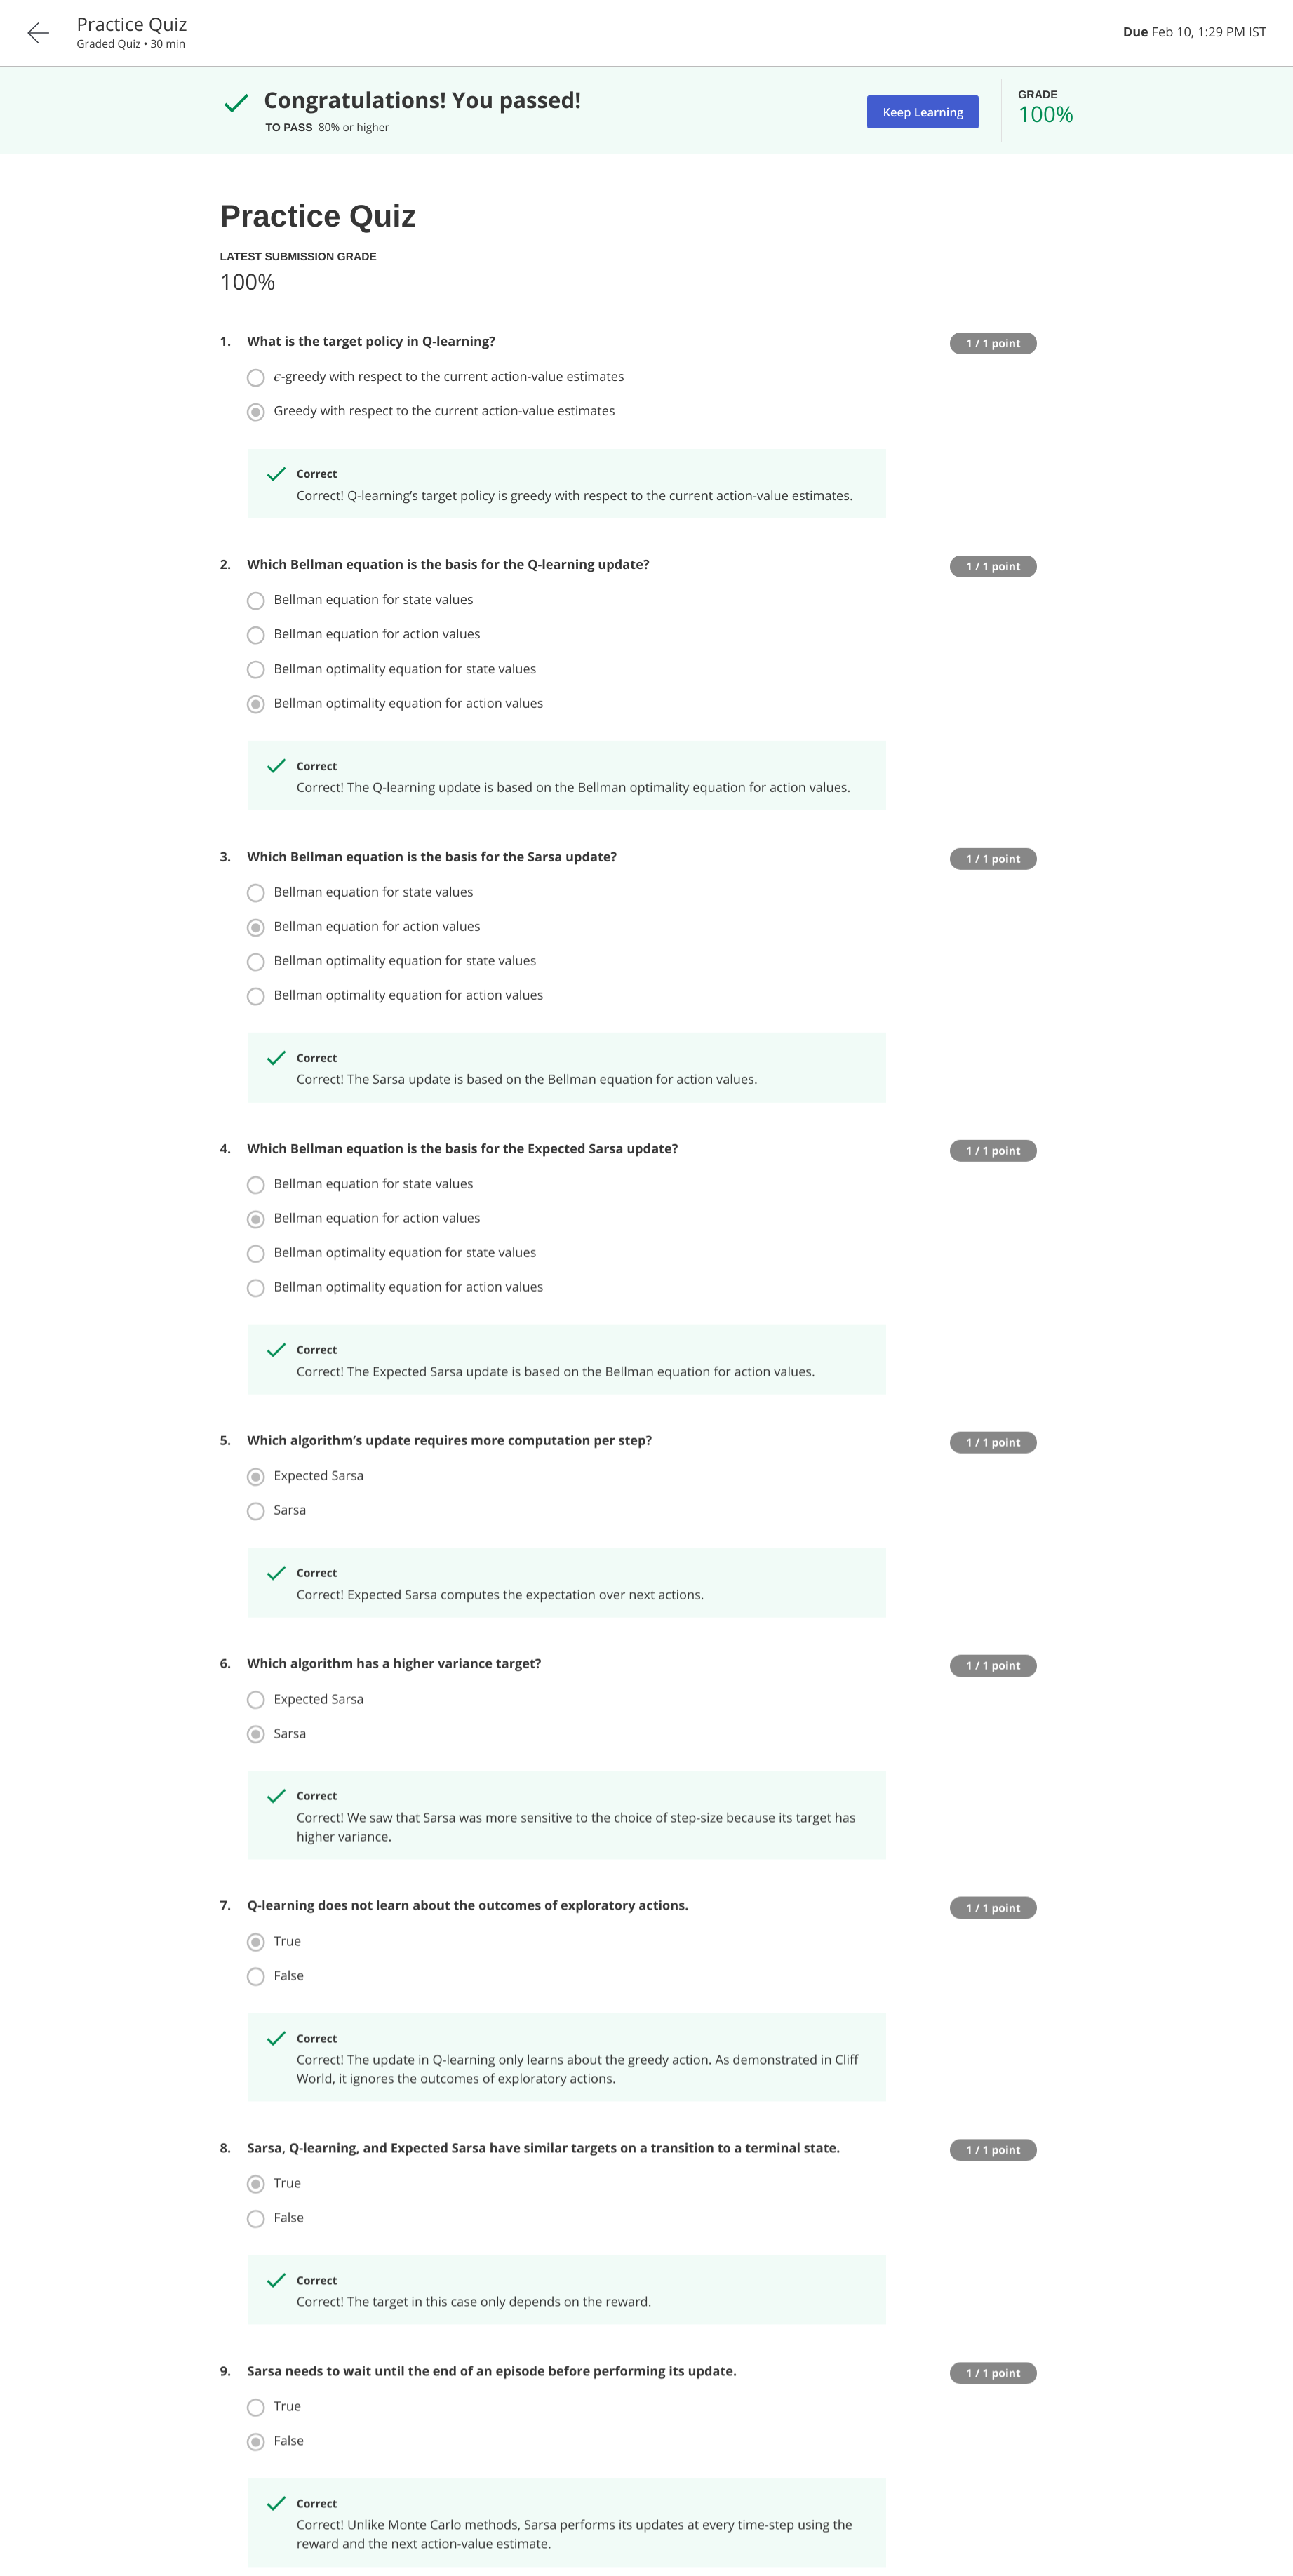 Practice Quiz
Graded Quiz • 30 min
Due Feb 10, 1:29 PM IST
Congratulations! You passed!
TO PASS 80% or higher
Keep Learning
GRADE
100%
Practice Quiz
LATEST SUBMISSION GRADE
100%
1. What is the target policy in Q-learning?
1 / 1 point
ϵ-greedy with respect to the current action-value estimates
Greedy with respect to the current action-value estimates
Correct
Correct! Q-learning’s target policy is greedy with respect to the current action-value estimates.
2. Which Bellman equation is the basis for the Q-learning update?
1 / 1 point
Bellman equation for state values
Bellman equation for action values
Bellman optimality equation for state values
Bellman optimality equation for action values
Correct
Correct! The Q-learning update is based on the Bellman optimality equation for action values.
3. Which Bellman equation is the basis for the Sarsa update?
1 / 1 point
Bellman equation for state values
Bellman equation for action values
Bellman optimality equation for state values
Bellman optimality equation for action values
Correct
Correct! The Sarsa update is based on the Bellman equation for action values.
4. Which Bellman equation is the basis for the Expected Sarsa update?
1 / 1 point
Bellman equation for state values
Bellman equation for action values
Bellman optimality equation for state values
Bellman optimality equation for action values
Correct
Correct! The Expected Sarsa update is based on the Bellman equation for action values.
5. Which algorithm’s update requires more computation per step?
1 / 1 point
Expected Sarsa
Sarsa
Correct
Correct! Expected Sarsa computes the expectation over next actions.
6. Which algorithm has a higher variance target?
1 / 1 point
Expected Sarsa
Sarsa
Correct
Correct! We saw that Sarsa was more sensitive to the choice of step-size because its target has
higher variance.
7. Q-learning does not learn about the outcomes of exploratory actions.
1 / 1 point
True
False
Correct
Correct! The update in Q-learning only learns about the greedy action. As demonstrated in Cliff
World, it ignores the outcomes of exploratory actions.
8. Sarsa, Q-learning, and Expected Sarsa have similar targets on a transition to a terminal state.
1 / 1 point
True
False
Correct
Correct! The target in this case only depends on the reward.
9. Sarsa needs to wait until the end of an episode before performing its update.
1 / 1 point
True
False
Correct
Correct! Unlike Monte Carlo methods, Sarsa performs its updates at every time-step using the
reward and the next action-value estimate.